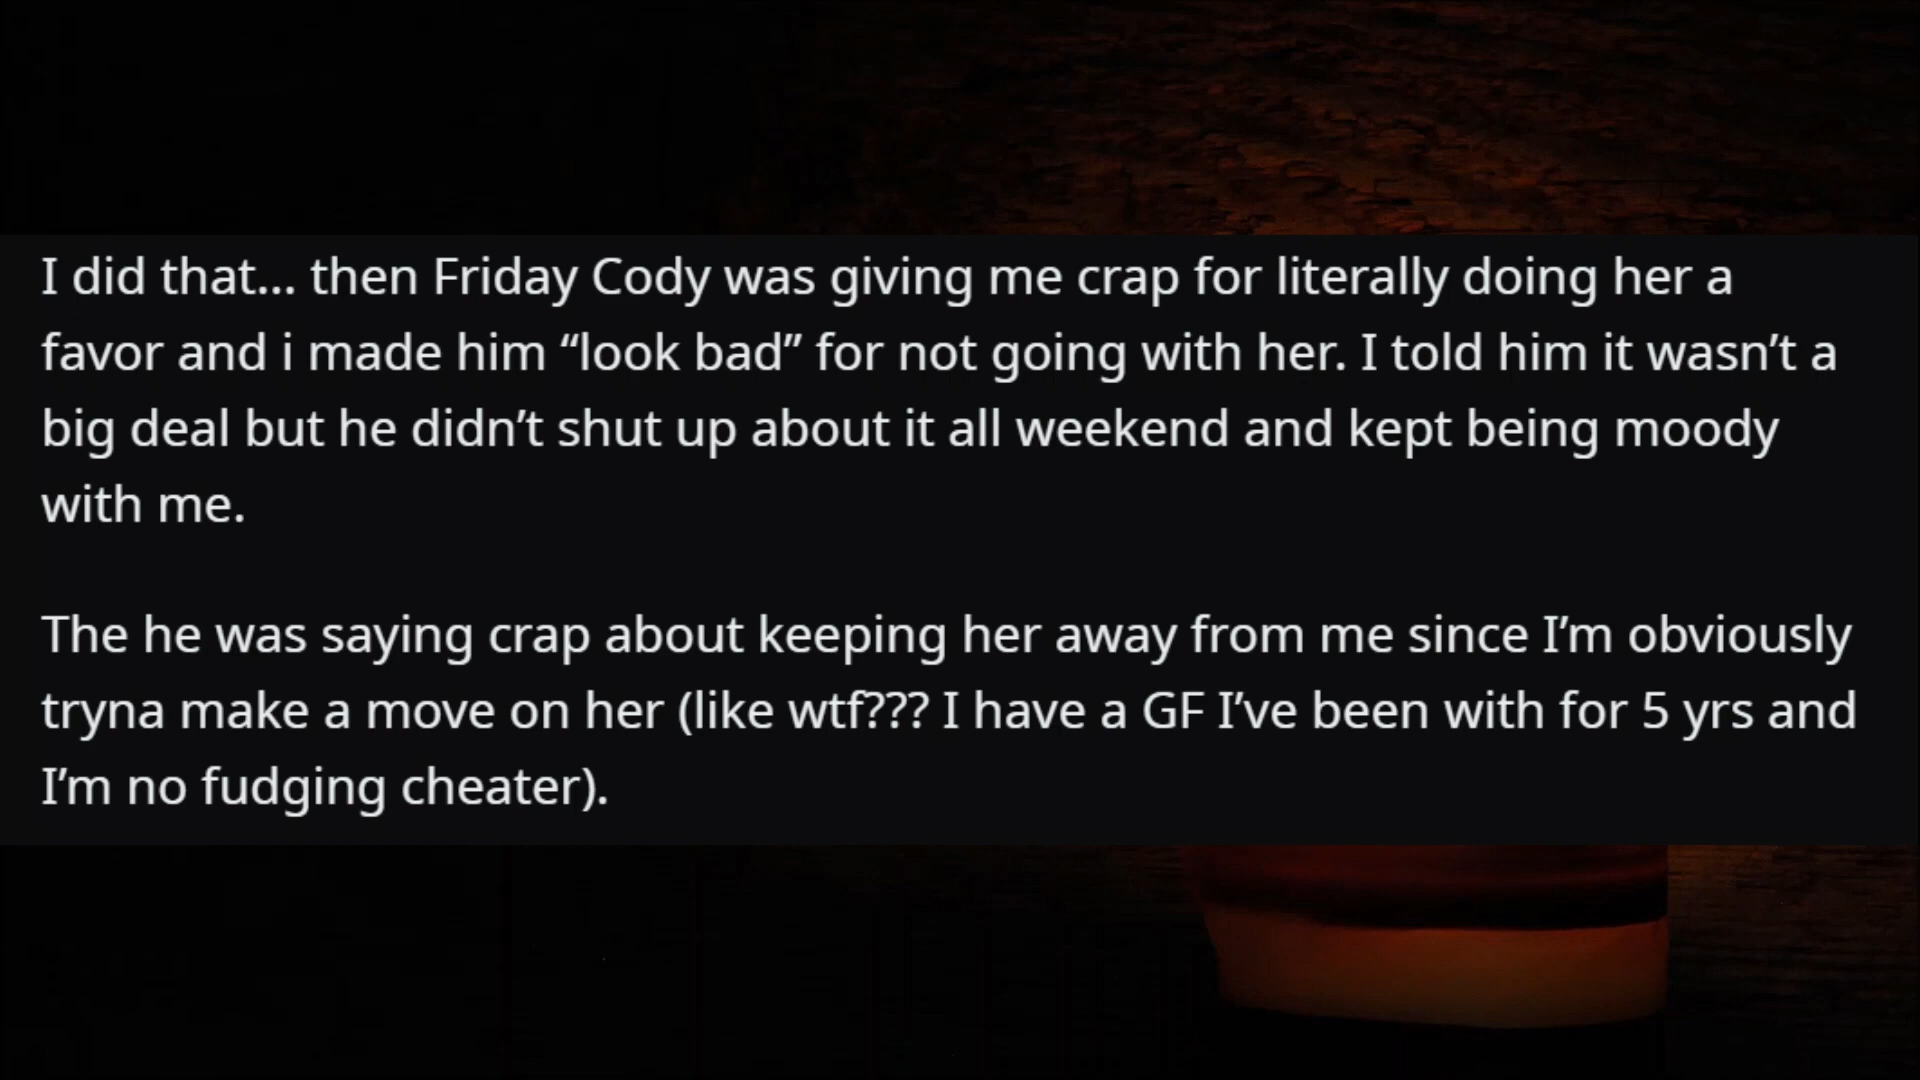 I did that... then Friday Cody was giving me crap for literally doing her a
favor and i made him “look bad” for not going with her. I told him it wasn’t a
big deal but he didn’t shut up about it all weekend and kept being moody
with me.
The he was saying crap about keeping her away from me since I’m obviously
tryna make a move on her (like wtf??? I have a GF I’ve been with for 5 yrs and
I’m no fudging cheater).